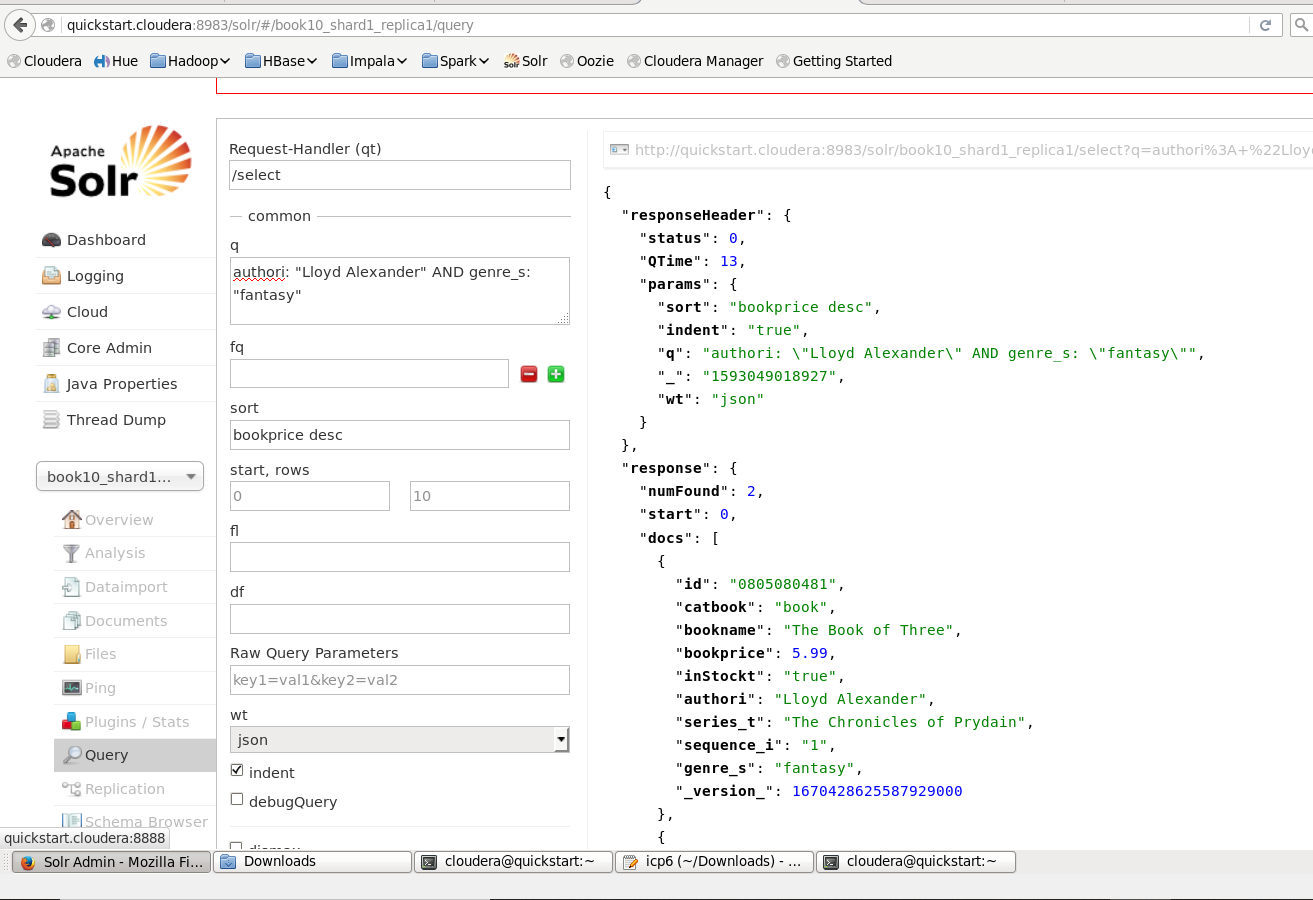 quickstart.cloudera:8983/solr/#/book10_shard1_replica1/query
Cloudera Hue Hadoop HBase Impala Spark Solr Solr Oozie Cloudera Manager Getting Started
Apache
Solr
Dashboard
Logging
Cloud
Core Admin
Java Properties
Thread Dump
book10_shard1...
Overview
Analysis
Dataimport
Documents
Files
Ping
Plugins / Stats
Query
Replication
Schema Browser
quickstart.cloudera:8888
Request-Handler (qt)
/select
common
q
authori: "Lloyd Alexander" AND genre_s:
"fantasy"
fq
sort
bookprice desc
start, rows
0 10
fl
df
Raw Query Parameters
key1=val1&key2=val2
wt
json
indent
debugQuery
http://quickstart.cloudera:8983/solr/book10_shard1_replica1/select?q=authori%3A+%22Lloyd
{
"responseHeader": {
"status": 0,
"QTime": 13,
"params": {
"sort": "bookprice desc",
"indent": "true",
"q": "authori: \"Lloyd Alexander\" AND genre_s: \"fantasy\"",
"_": "1593049018927",
"wt": "json"
}
},
"response": {
"numFound": 2,
"start": 0,
"docs": [
{
"id": "0805080481",
"catbook": "book",
"bookname": "The Book of Three",
"bookprice": 5.99,
"inStockt": "true",
"authori": "Lloyd Alexander",
"series_t": "The Chronicles of Prydain",
"sequence_i": "1",
"genre_s": "fantasy",
"_version_": 1670428625587929000
},
{
Solr Admin - Mozilla Fi... Downloads cloudera@quickstart:~ icp6 (~/Downloads) - ... cloudera@quickstart:~